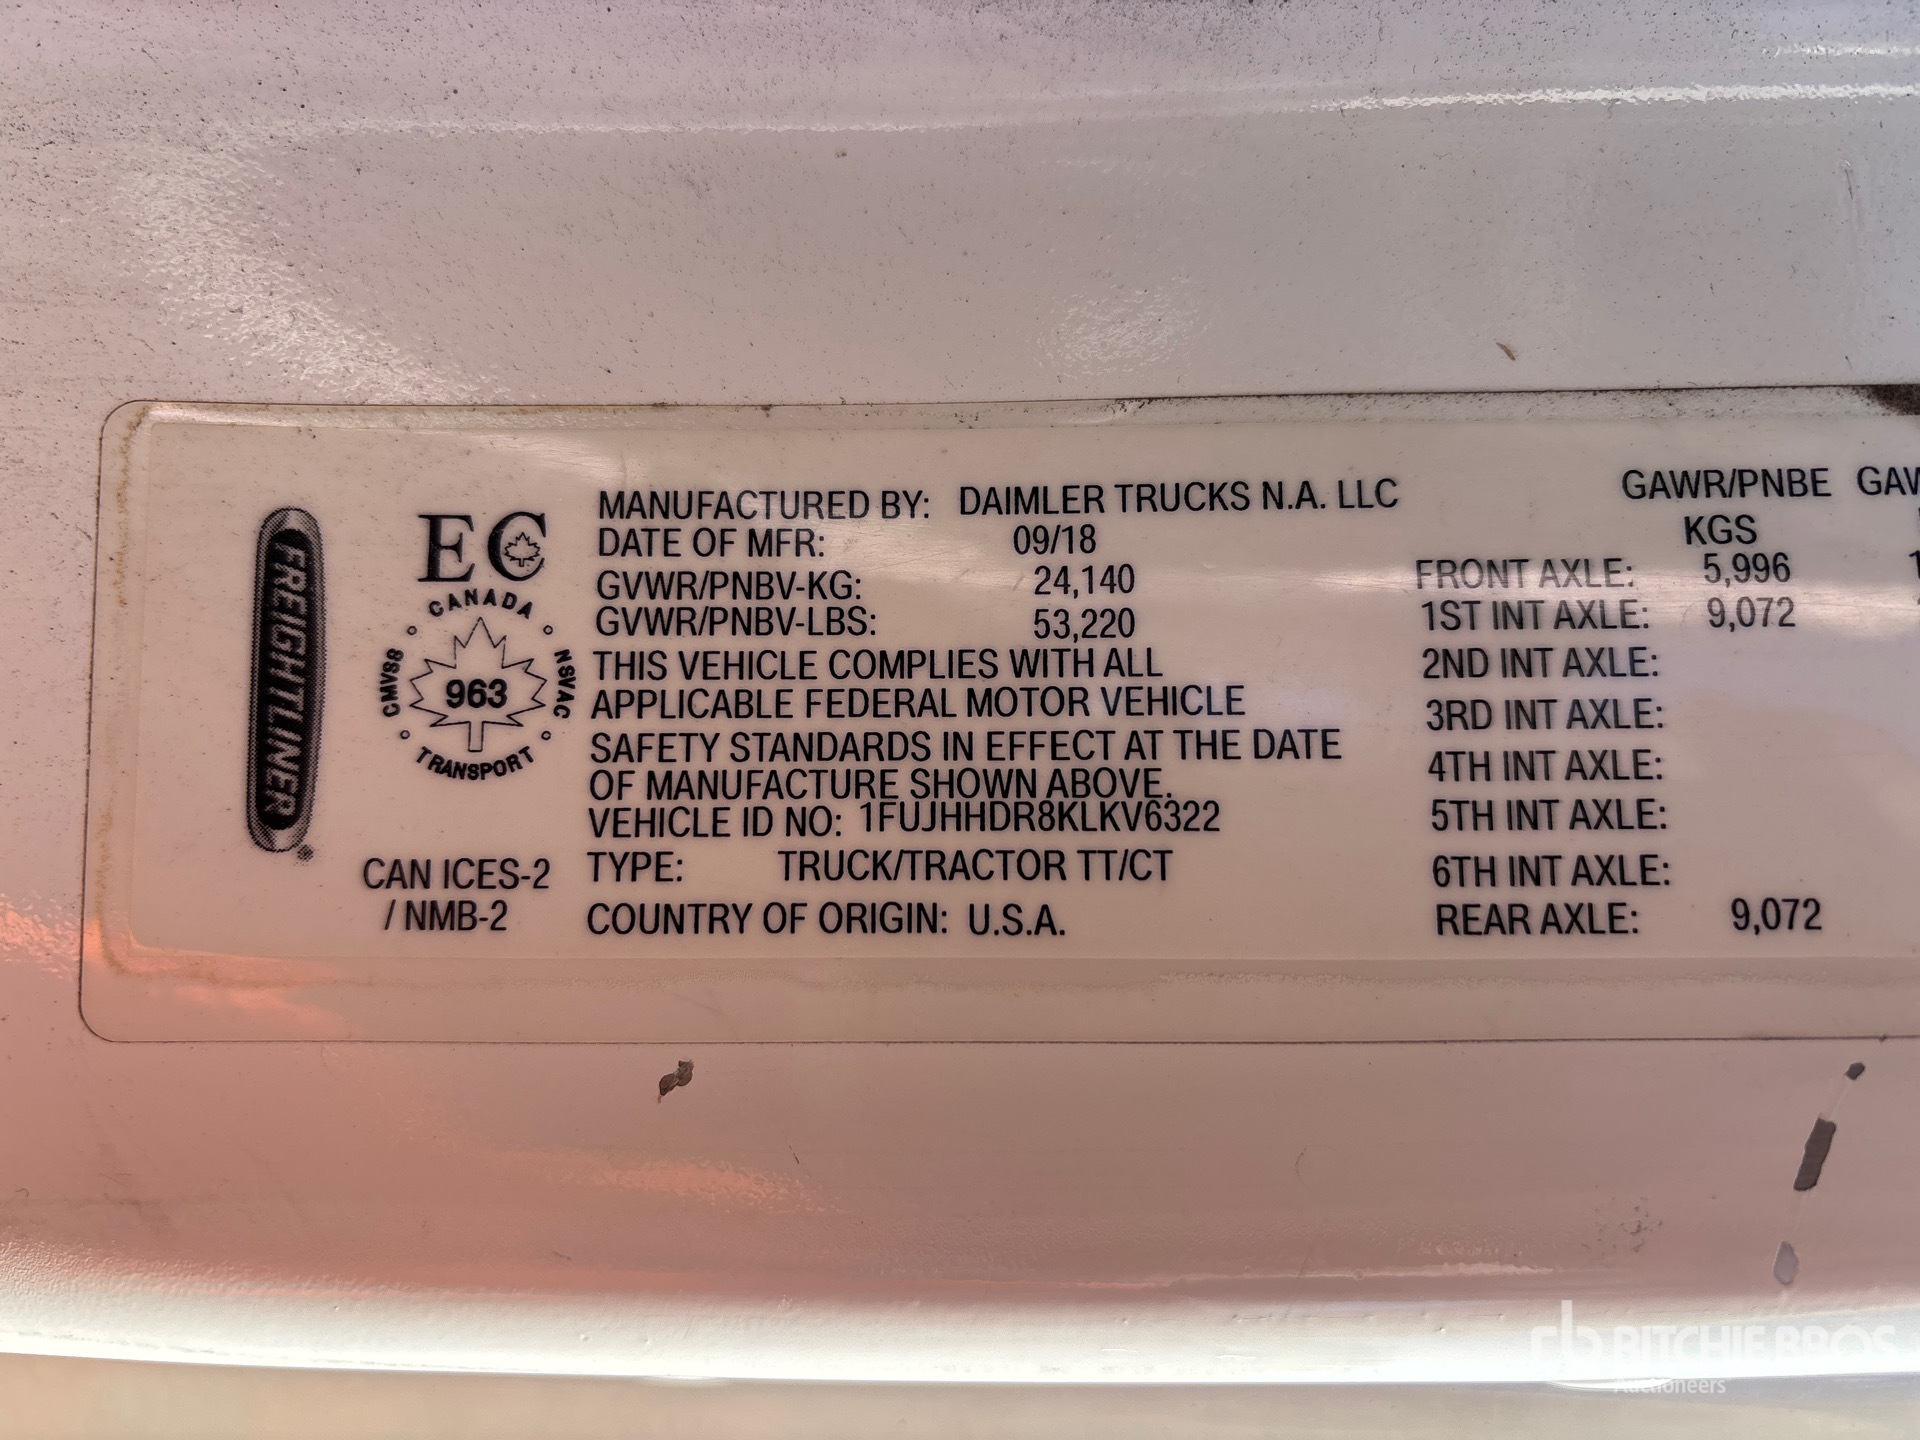 FREIGHTLINER
EC
CANADA
CMVSS NSVAC
963
TRANSPORT
CAN ICES-2
/ NMB-2
MANUFACTURED BY: DAIMLER TRUCKS N.A. LLC
DATE OF MFR: 09/18
GVWR/PNBV-KG: 24,140
GVWR/PNBV-LBS: 53,220
THIS VEHICLE COMPLIES WITH ALL
APPLICABLE FEDERAL MOTOR VEHICLE
SAFETY STANDARDS IN EFFECT AT THE DATE
OF MANUFACTURE SHOWN ABOVE.
VEHICLE ID NO: 1FUJHHDR8KLKV6322
TYPE: TRUCK/TRACTOR TT/CT
COUNTRY OF ORIGIN: U.S.A.
GAWR/PNBE
KGS
FRONT AXLE: 5,996
1ST INT AXLE: 9,072
2ND INT AXLE:
3RD INT AXLE:
4TH INT AXLE:
5TH INT AXLE:
6TH INT AXLE:
REAR AXLE: 9,072
rb RITCHIE BROS
Auctioneers